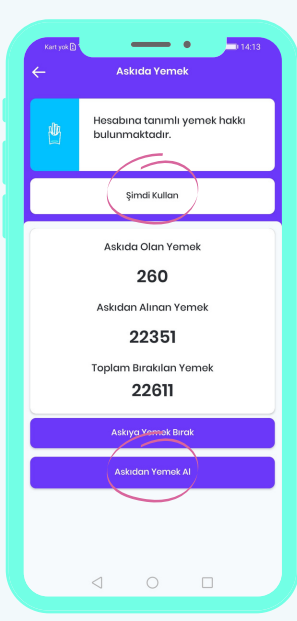 Kart yok
14:13
Askıda Yemek
Hesabına tanımlı yemek hakkı
bulunmaktadır.
Şimdi Kullan
Askıda Olan Yemek
260
Askıdan Alınan Yemek
22351
Toplam Bırakılan Yemek
22611
Askıya Yemek Bırak
Askıdan Yemek Al